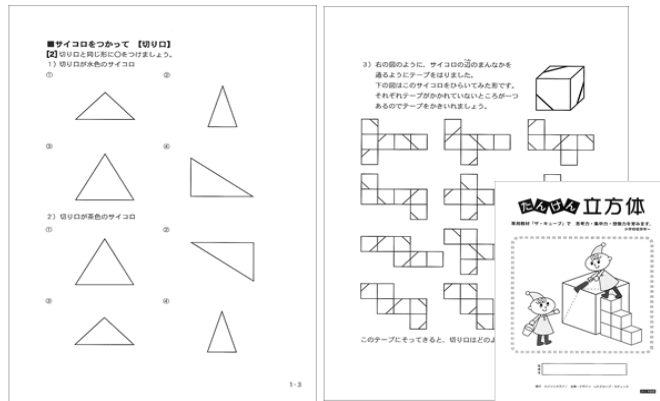 ■サイコロをつかって 【切り口】
【2】切り口と同じ形に○をつけましょう。
1）切り口が水色のサイコロ
① ②
③ ④
2）切り口が茶色のサイコロ
① ②
③ ④
1-3
3）右の図のように、サイコロの辺のまんなかを
通るようにテープをはりました。
下の図はこのサイコロをひらいてみた形です。
それぞれテープがかかれていないところが一つ
あるのでテープをかきいれましょう。
このテープにそってきると、切り口はどのよ
たんけん 立方体